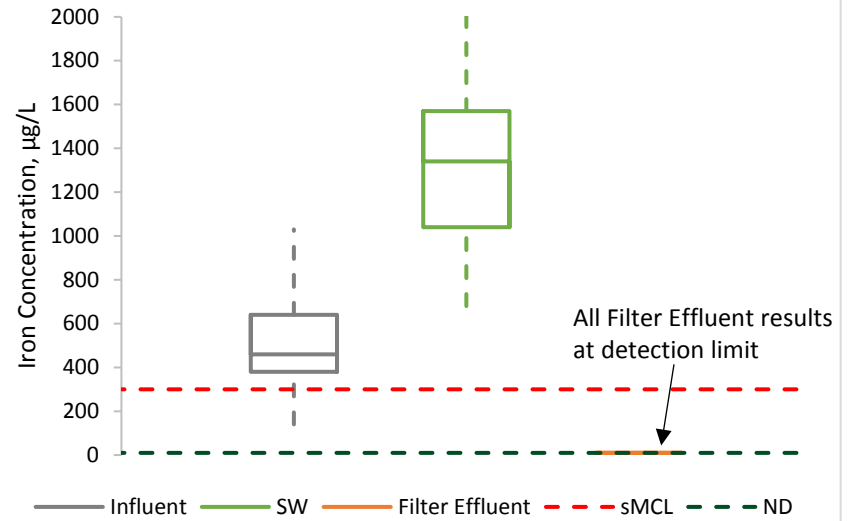 Iron Concentration, µg/L
2000
1800
1600
1400
1200
1000
800
600
400
200
0
All Filter Effluent results
at detection limit
Influent SW Filter Effluent sMCL ND